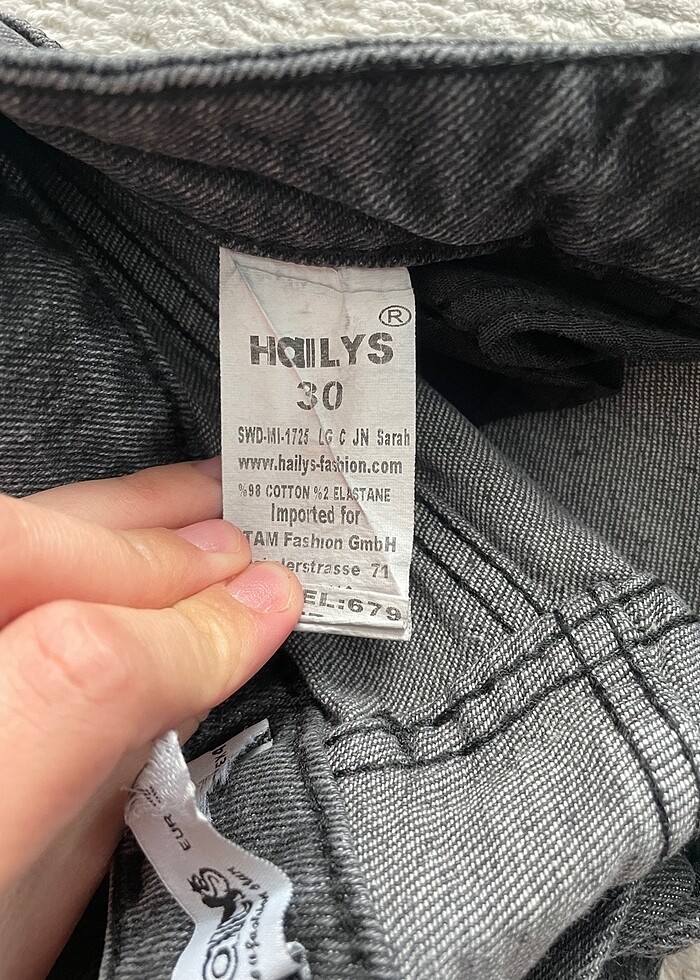 ®
HAILYS
30
SWD-MI-1725 LG C JN Sarah
www.hailys-fashion.com
%98 COTTON %2 ELASTANE
Imported for
TAM Fashion GmbH
lerstrasse 71
EL:679
EUR